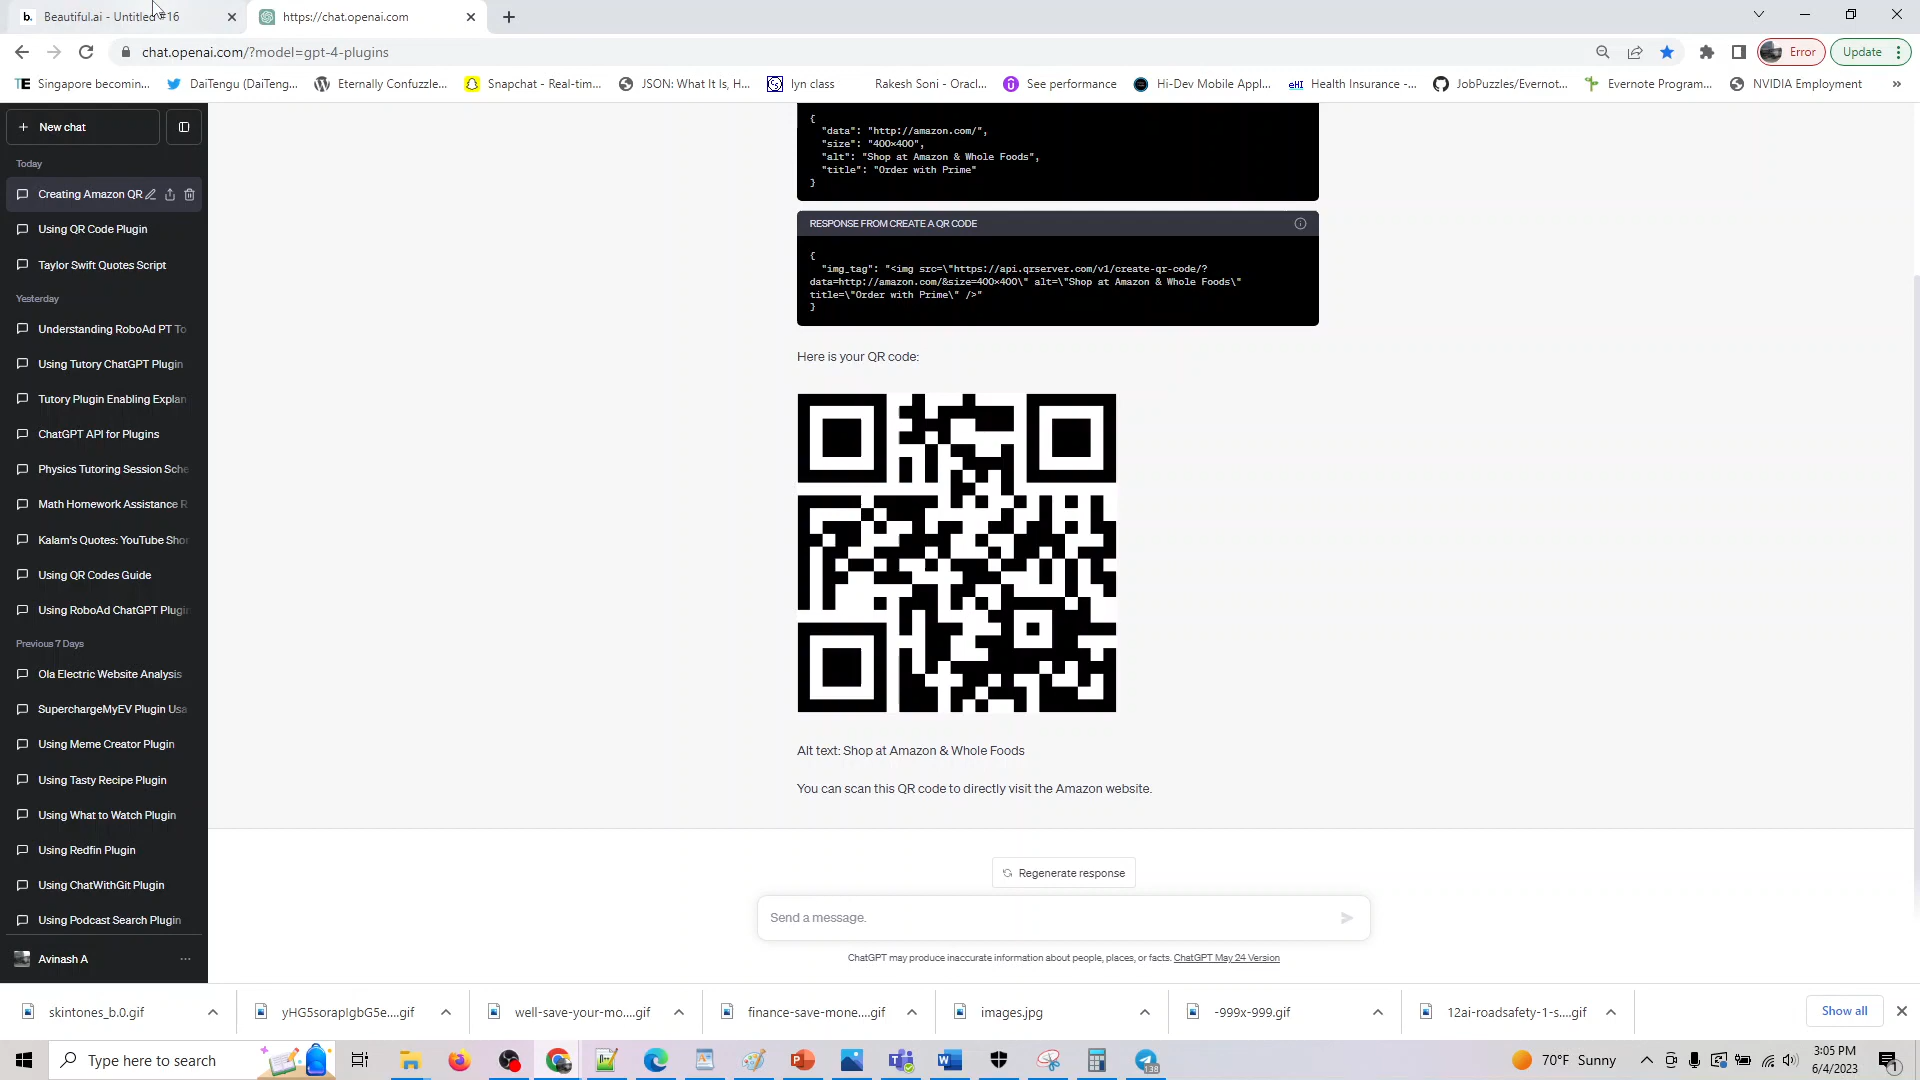 Beautiful.ai - Untitled #16
https://chat.openai.com
chat.openai.com/?model=gpt-4-plugins
Error
Update
Singapore becomin...
DaiTengu (DaiTeng...
Eternally Confuzzle...
Snapchat - Real-tim...
JSON: What It Is, H...
lyn class
Rakesh Soni - Oracl...
See performance
Hi-Dev Mobile Appl...
Health Insurance -...
JobPuzzles/Evernot...
Evernote Program...
NVIDIA Employment
New chat
Today
Creating Amazon QR
Using QR Code Plugin
Taylor Swift Quotes Script
Yesterday
Understanding RoboAd PT To
Using Tutory ChatGPT Plugin
Tutory Plugin Enabling Explan
ChatGPT API for Plugins
Physics Tutoring Session Sche
Math Homework Assistance R
Kalam's Quotes: YouTube Shor
Using QR Codes Guide
Using RoboAd ChatGPT Plugin
Previous 7 Days
Ola Electric Website Analysis
SuperchargeMyEV Plugin Usa
Using Meme Creator Plugin
Using Tasty Recipe Plugin
Using What to Watch Plugin
Using Redfin Plugin
Using ChatWithGit Plugin
Using Podcast Search Plugin
Avinash A
{
"data": "http://amazon.com/",
"size": "400×400",
"alt": "Shop at Amazon & Whole Foods",
"title": "Order with Prime"
}
RESPONSE FROM CREATE A QR CODE
{
"img_tag": "<img src=\"https://api.qrserver.com/v1/create-qr-code/?
data=http://amazon.com/&size=400×400\" alt=\"Shop at Amazon & Whole Foods\"
title=\"Order with Prime\" />"
}
Here is your QR code:
Alt text: Shop at Amazon & Whole Foods
You can scan this QR code to directly visit the Amazon website.
Regenerate response
Send a message.
ChatGPT may produce inaccurate information about people, places, or facts. ChatGPT May 24 Version
skintones_b.0.gif
yHG5sorapIgbG5e....gif
well-save-your-mo....gif
finance-save-mone....gif
images.jpg
-999x-999.gif
12ai-roadsafety-1-s....gif
Show all
Type here to search
138
70°F Sunny
3:05 PM
6/4/2023
1